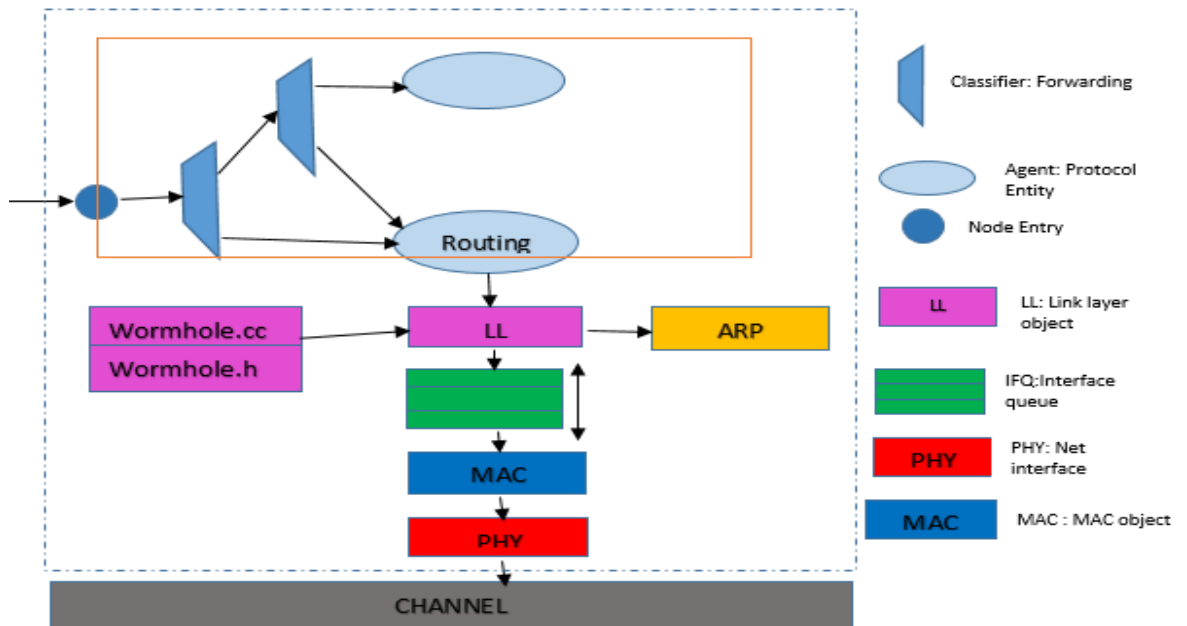 Classifier: Forwarding
Agent: Protocol
Entity
Node Entry
Routing
Wormhole.cc
Wormhole.h
LL
ARP
LL
LL: Link layer
object
IFQ:Interface
queue
MAC
PHY
PHY
PHY: Net
interface
MAC
MAC : MAC object
CHANNEL